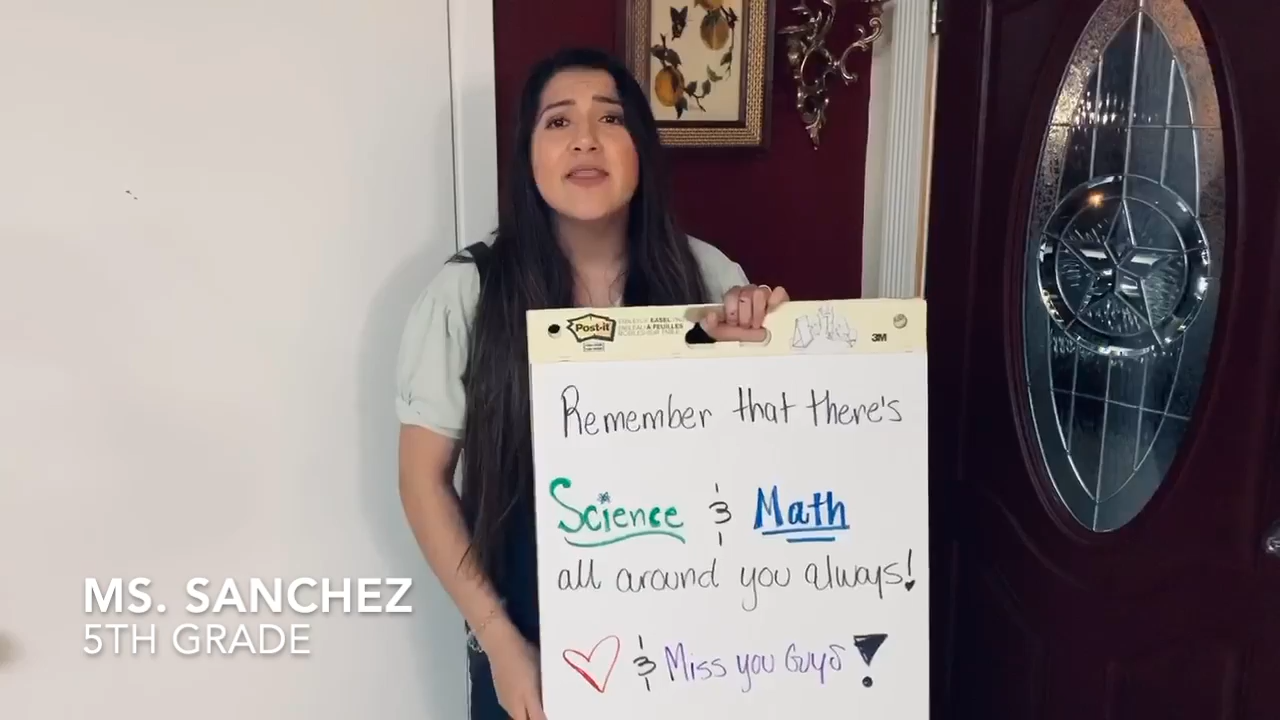 Post-it
3M
Remember that there's
Science & Math
all around you always!
♡ & Miss you Guys!
MS. SANCHEZ
5TH GRADE